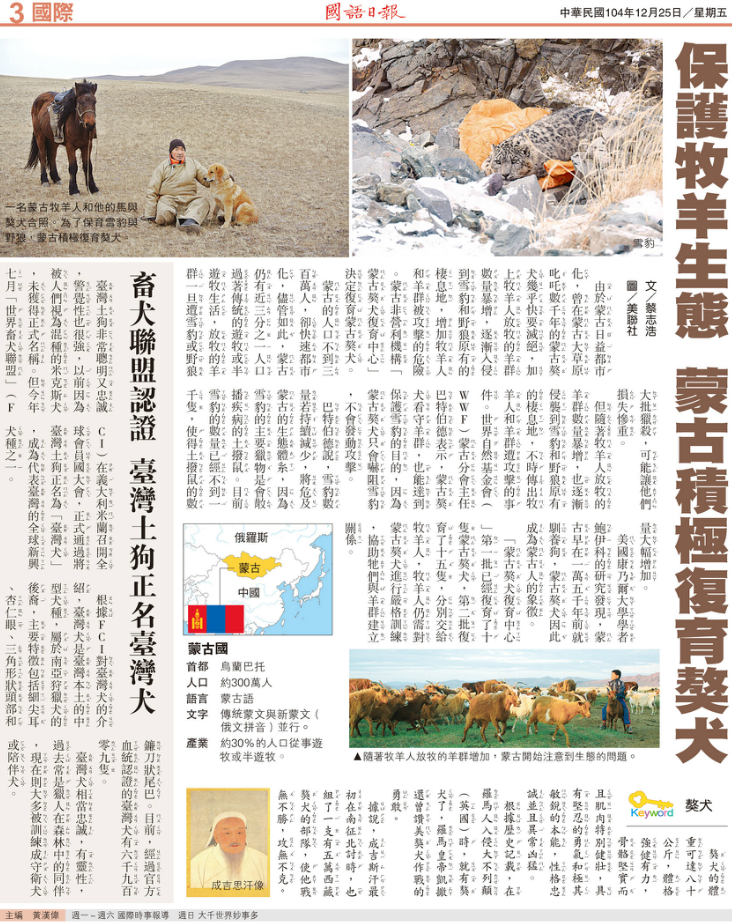 3 國際
國語日報
中華民國104年12月25日／星期五
保護牧羊生態　蒙古積極復育獒犬
一名蒙古牧羊人和他的馬與
獒犬合照。為了保育雪豹與
野狼，蒙古積極復育獒犬。
雪豹
文／蔡志浩
圖／美聯社
由於蒙古日益都市
化，曾在蒙古大草原
叱吒數千年的蒙古獒
犬幾乎快要滅絕，加
上牧羊人放牧的羊群
數量暴增，逐漸入侵
到雪豹和野狼原有的
棲息地，增加牧羊人
和羊群被攻擊的危險
。蒙古非營利機構「
蒙古獒犬復育中心」
決定復育蒙古獒犬。
蒙古的人口不到三
百萬人，卻快速都市
化，儘管如此，蒙古
仍有近三分之一人口
過著傳統的遊牧或半
遊牧生活，放牧的羊
群一旦遭雪豹或野狼
大批獵殺，可能讓他們
損失慘重。
但隨著牧羊人放牧的
羊群數量暴增，也逐漸
侵襲到雪豹和野狼原有
的棲息地，不時傳出牧
羊人和羊群遭攻擊的事
件。世界自然基金會（
WWF）蒙古分會主任
巴特伯德表示，蒙古獒
犬看守羊群，也能達到
保護雪豹的目的，因為
蒙古獒犬只會嚇阻雪豹
，不會發動攻擊。
巴特伯德說，雪豹數
量若持續減少，將危及
蒙古的生態體系，因為
雪豹的主要獵物是會散
播疾病的土撥鼠。目前
雪豹的數量已經不到一
千隻，使得土撥鼠的數
量大幅增加。
美國康乃爾大學學者
鮑伊科的研究發現，蒙
古早在一萬五千年前就
馴養狗，蒙古獒犬因此
成為蒙古人的象徵。
「蒙古獒犬復育中心
」第一批已經復育了十
隻蒙古獒犬，第二批復
育了十五隻，分別交給
牧羊人，牧羊人仍需對
蒙古獒犬進行嚴格訓練
，協助牠們與羊群建立
關係。
俄羅斯
蒙古
中國
蒙古國
首都　烏蘭巴托
人口　約300萬人
語言　蒙古語
文字　傳統蒙文與新蒙文（
俄文拼音）並行。
產業　約30%的人口從事遊
牧或半遊牧。
▲隨著牧羊人放牧的羊群增加，蒙古開始注意到生態的問題。
Keyword
獒犬
獒犬的體
重可達八十
公斤，體格
強健有力，
骨骼堅實而
且肌肉特別健壯，具
有堅忍的勇氣和極其
敏銳的本能，性格忠
誠並且異常凶猛。
根據歷史記載，在
羅馬人入侵大不列顛
（英國）時，就有獒
犬了，羅馬皇帝凱撒
還曾讚美獒犬作戰的
勇敢。
據說，成吉斯汗最
初在南征北討時，也
組了一支有五萬西藏
獒犬的部隊，使他戰
無不勝，攻無不克。
成吉思汗像
畜犬聯盟認證　臺灣土狗正名臺灣犬
臺灣土狗非常聰明又忠誠
，警覺性也很強，以前因為
被人們視為混種的米克斯犬
，未獲得正式名稱。但今年
七月「世界畜犬聯盟」（F
CI）在義大利米蘭召開全
球會員國大會，正式通過將
臺灣土狗正名為「臺灣犬」
，成為代表臺灣的全球新興
犬種之一。
根據FCI對臺灣犬的介
紹，臺灣犬是臺灣本土的中
型犬種，屬於南亞狩獵犬的
後裔，主要特徵包括細尖耳
、杏仁眼、三角形狀頭部和
鐮刀狀尾巴。目前，經過官方
血統認證的臺灣犬有六千九百
零九隻。
臺灣犬相當忠誠，有靈性，
過去常是獵人在森林中的同伴
，現在則大多被訓練成守衛犬
或陪伴犬。
主編　黃漢偉　週一～週六 國際時事報導　週日 大千世界妙事多